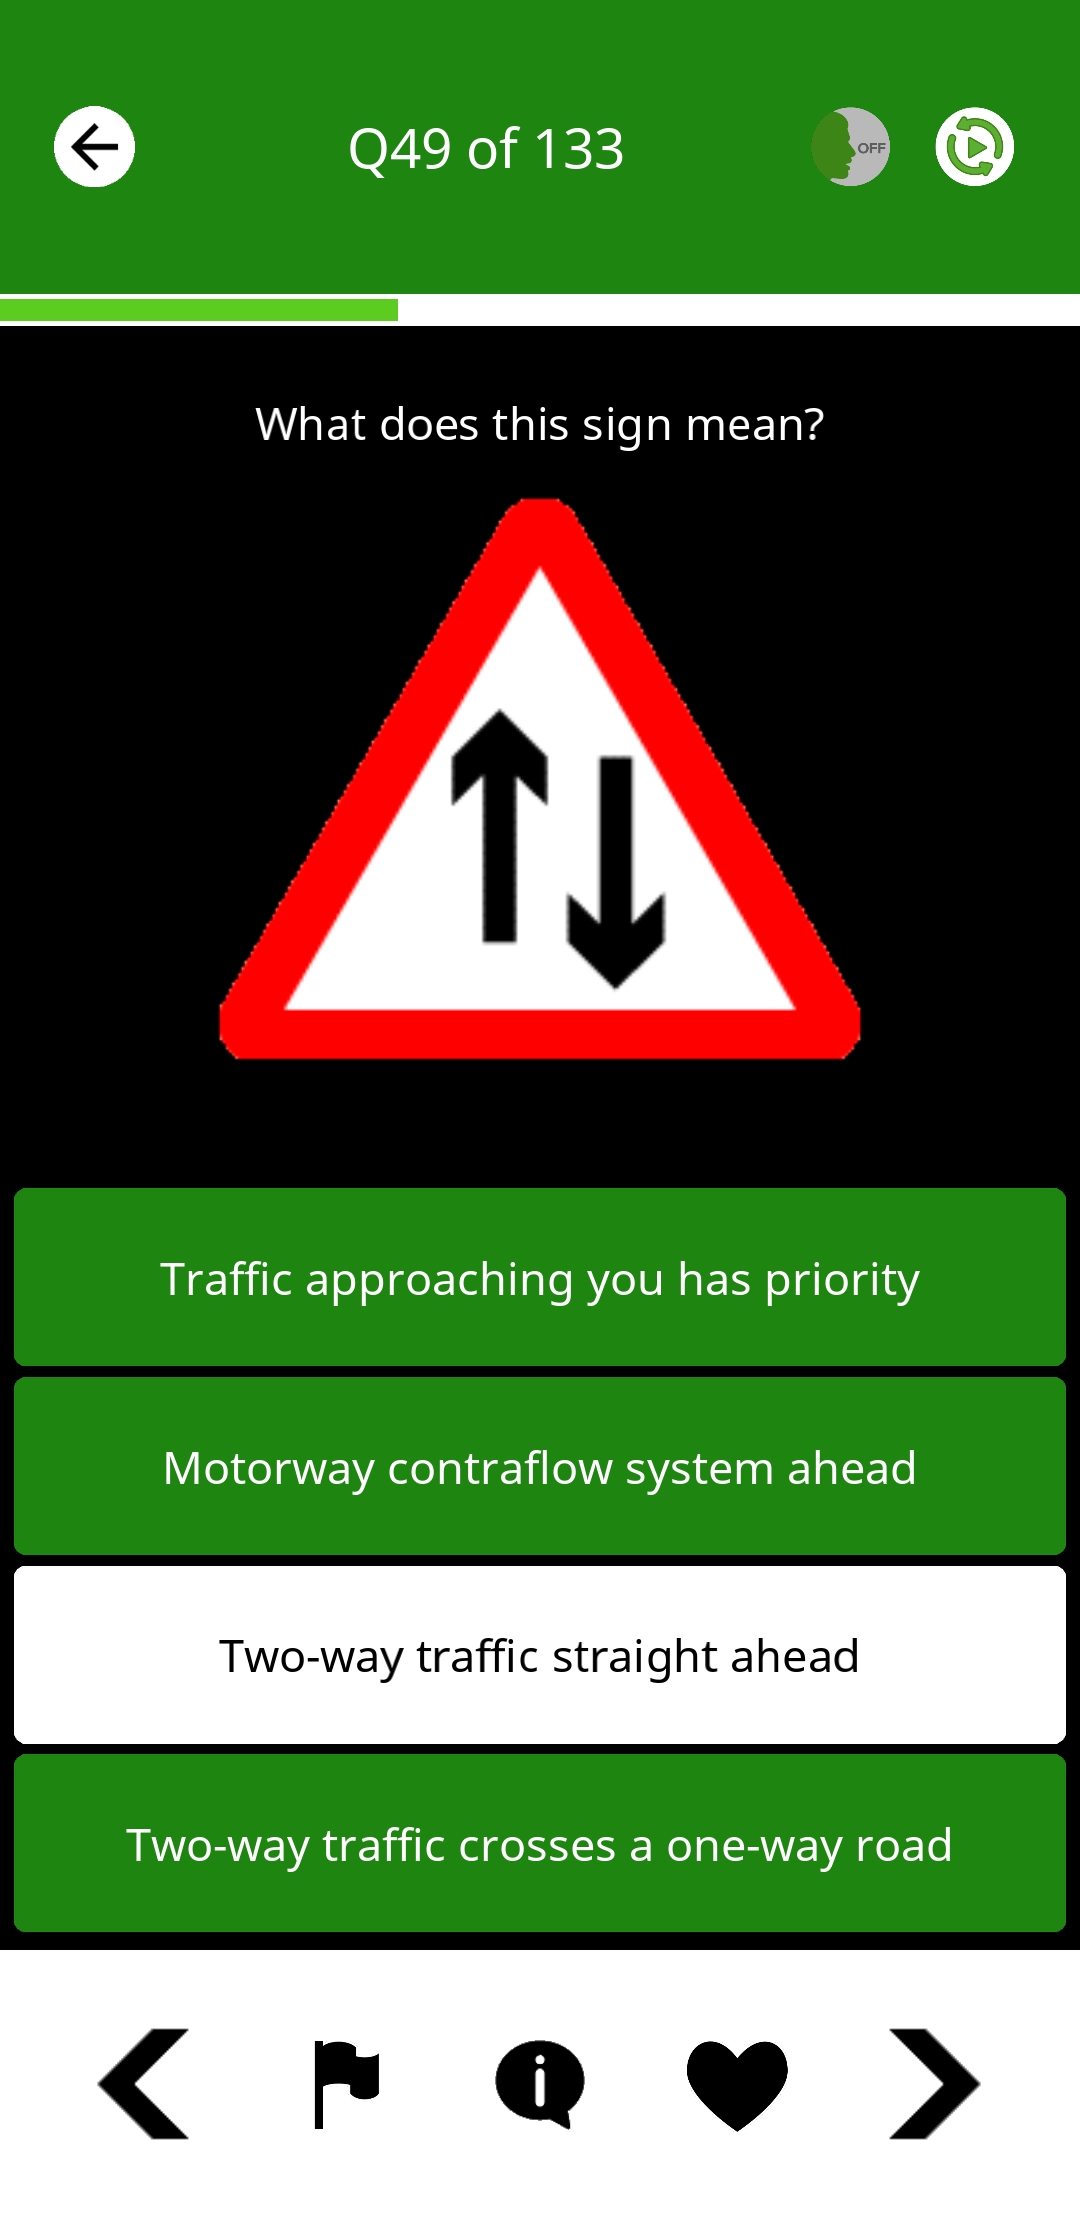 Q49 of 133
OFF
What does this sign mean?
Traffic approaching you has priority
Motorway contraflow system ahead
Two-way traffic straight ahead
Two-way traffic crosses a one-way road